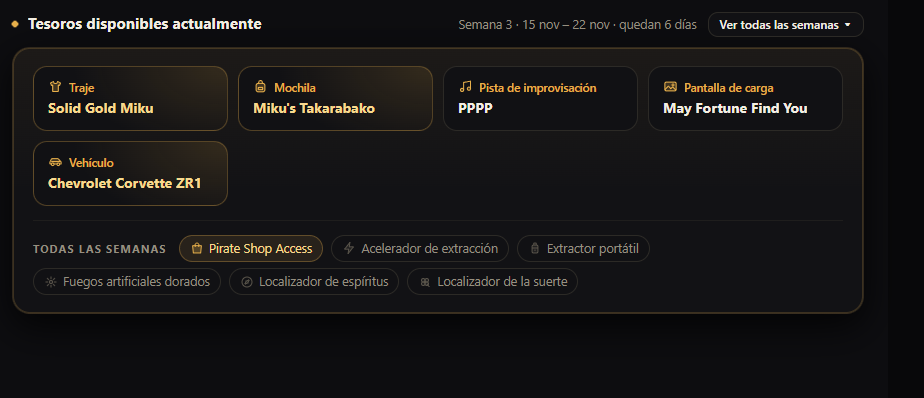 Tesoros disponibles actualmente
Semana 3 · 15 nov – 22 nov · quedan 6 días
Ver todas las semanas
Traje
Solid Gold Miku
Mochila
Miku's Takarabako
Pista de improvisación
PPPP
Pantalla de carga
May Fortune Find You
Vehículo
Chevrolet Corvette ZR1
TODAS LAS SEMANAS
Pirate Shop Access
Acelerador de extracción
Extractor portátil
Fuegos artificiales dorados
Localizador de espíritus
Localizador de la suerte